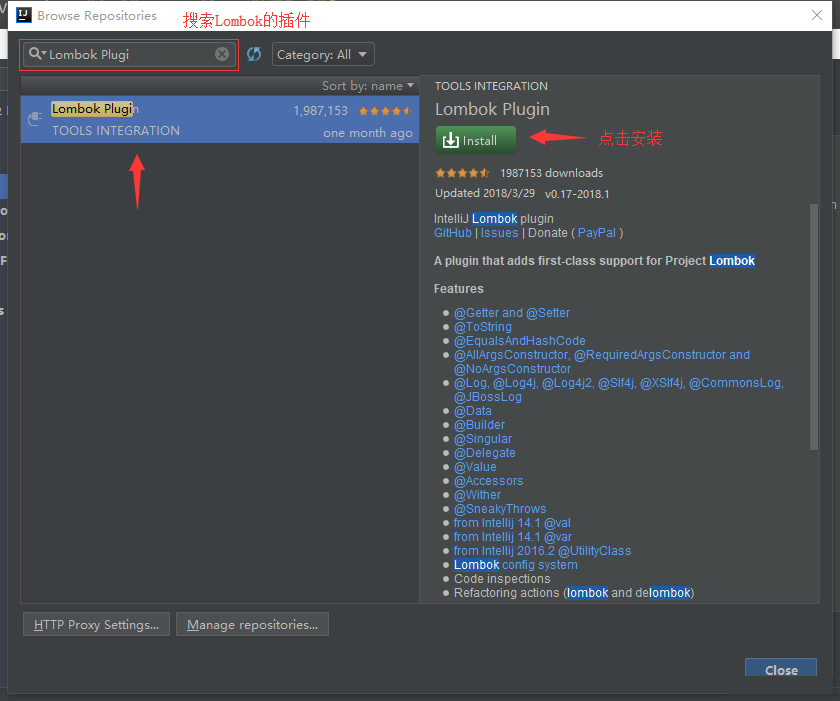 Browse Repositories
搜索Lombok的插件
Lombok Plugi
Category: All
Sort by: name
Lombok Plugin
1,987,153
TOOLS INTEGRATION
one month ago
TOOLS INTEGRATION
Lombok Plugin
Install
点击安装
1987153 downloads
Updated 2018/3/29 v0.17-2018.1
IntelliJ Lombok plugin
GitHub | Issues | Donate ( PayPal )
A plugin that adds first-class support for Project Lombok
Features
@Getter and @Setter
@ToString
@EqualsAndHashCode
@AllArgsConstructor, @RequiredArgsConstructor and
@NoArgsConstructor
@Log, @Log4j, @Log4j2, @Slf4j, @XSlf4j, @CommonsLog,
@JBossLog
@Data
@Builder
@Singular
@Delegate
@Value
@Accessors
@Wither
@SneakyThrows
from Intellij 14.1 @val
from Intellij 14.1 @var
from Intellij 2016.2 @UtilityClass
Lombok config system
Code inspections
Refactoring actions (lombok and delombok)
HTTP Proxy Settings...
Manage repositories...
Close